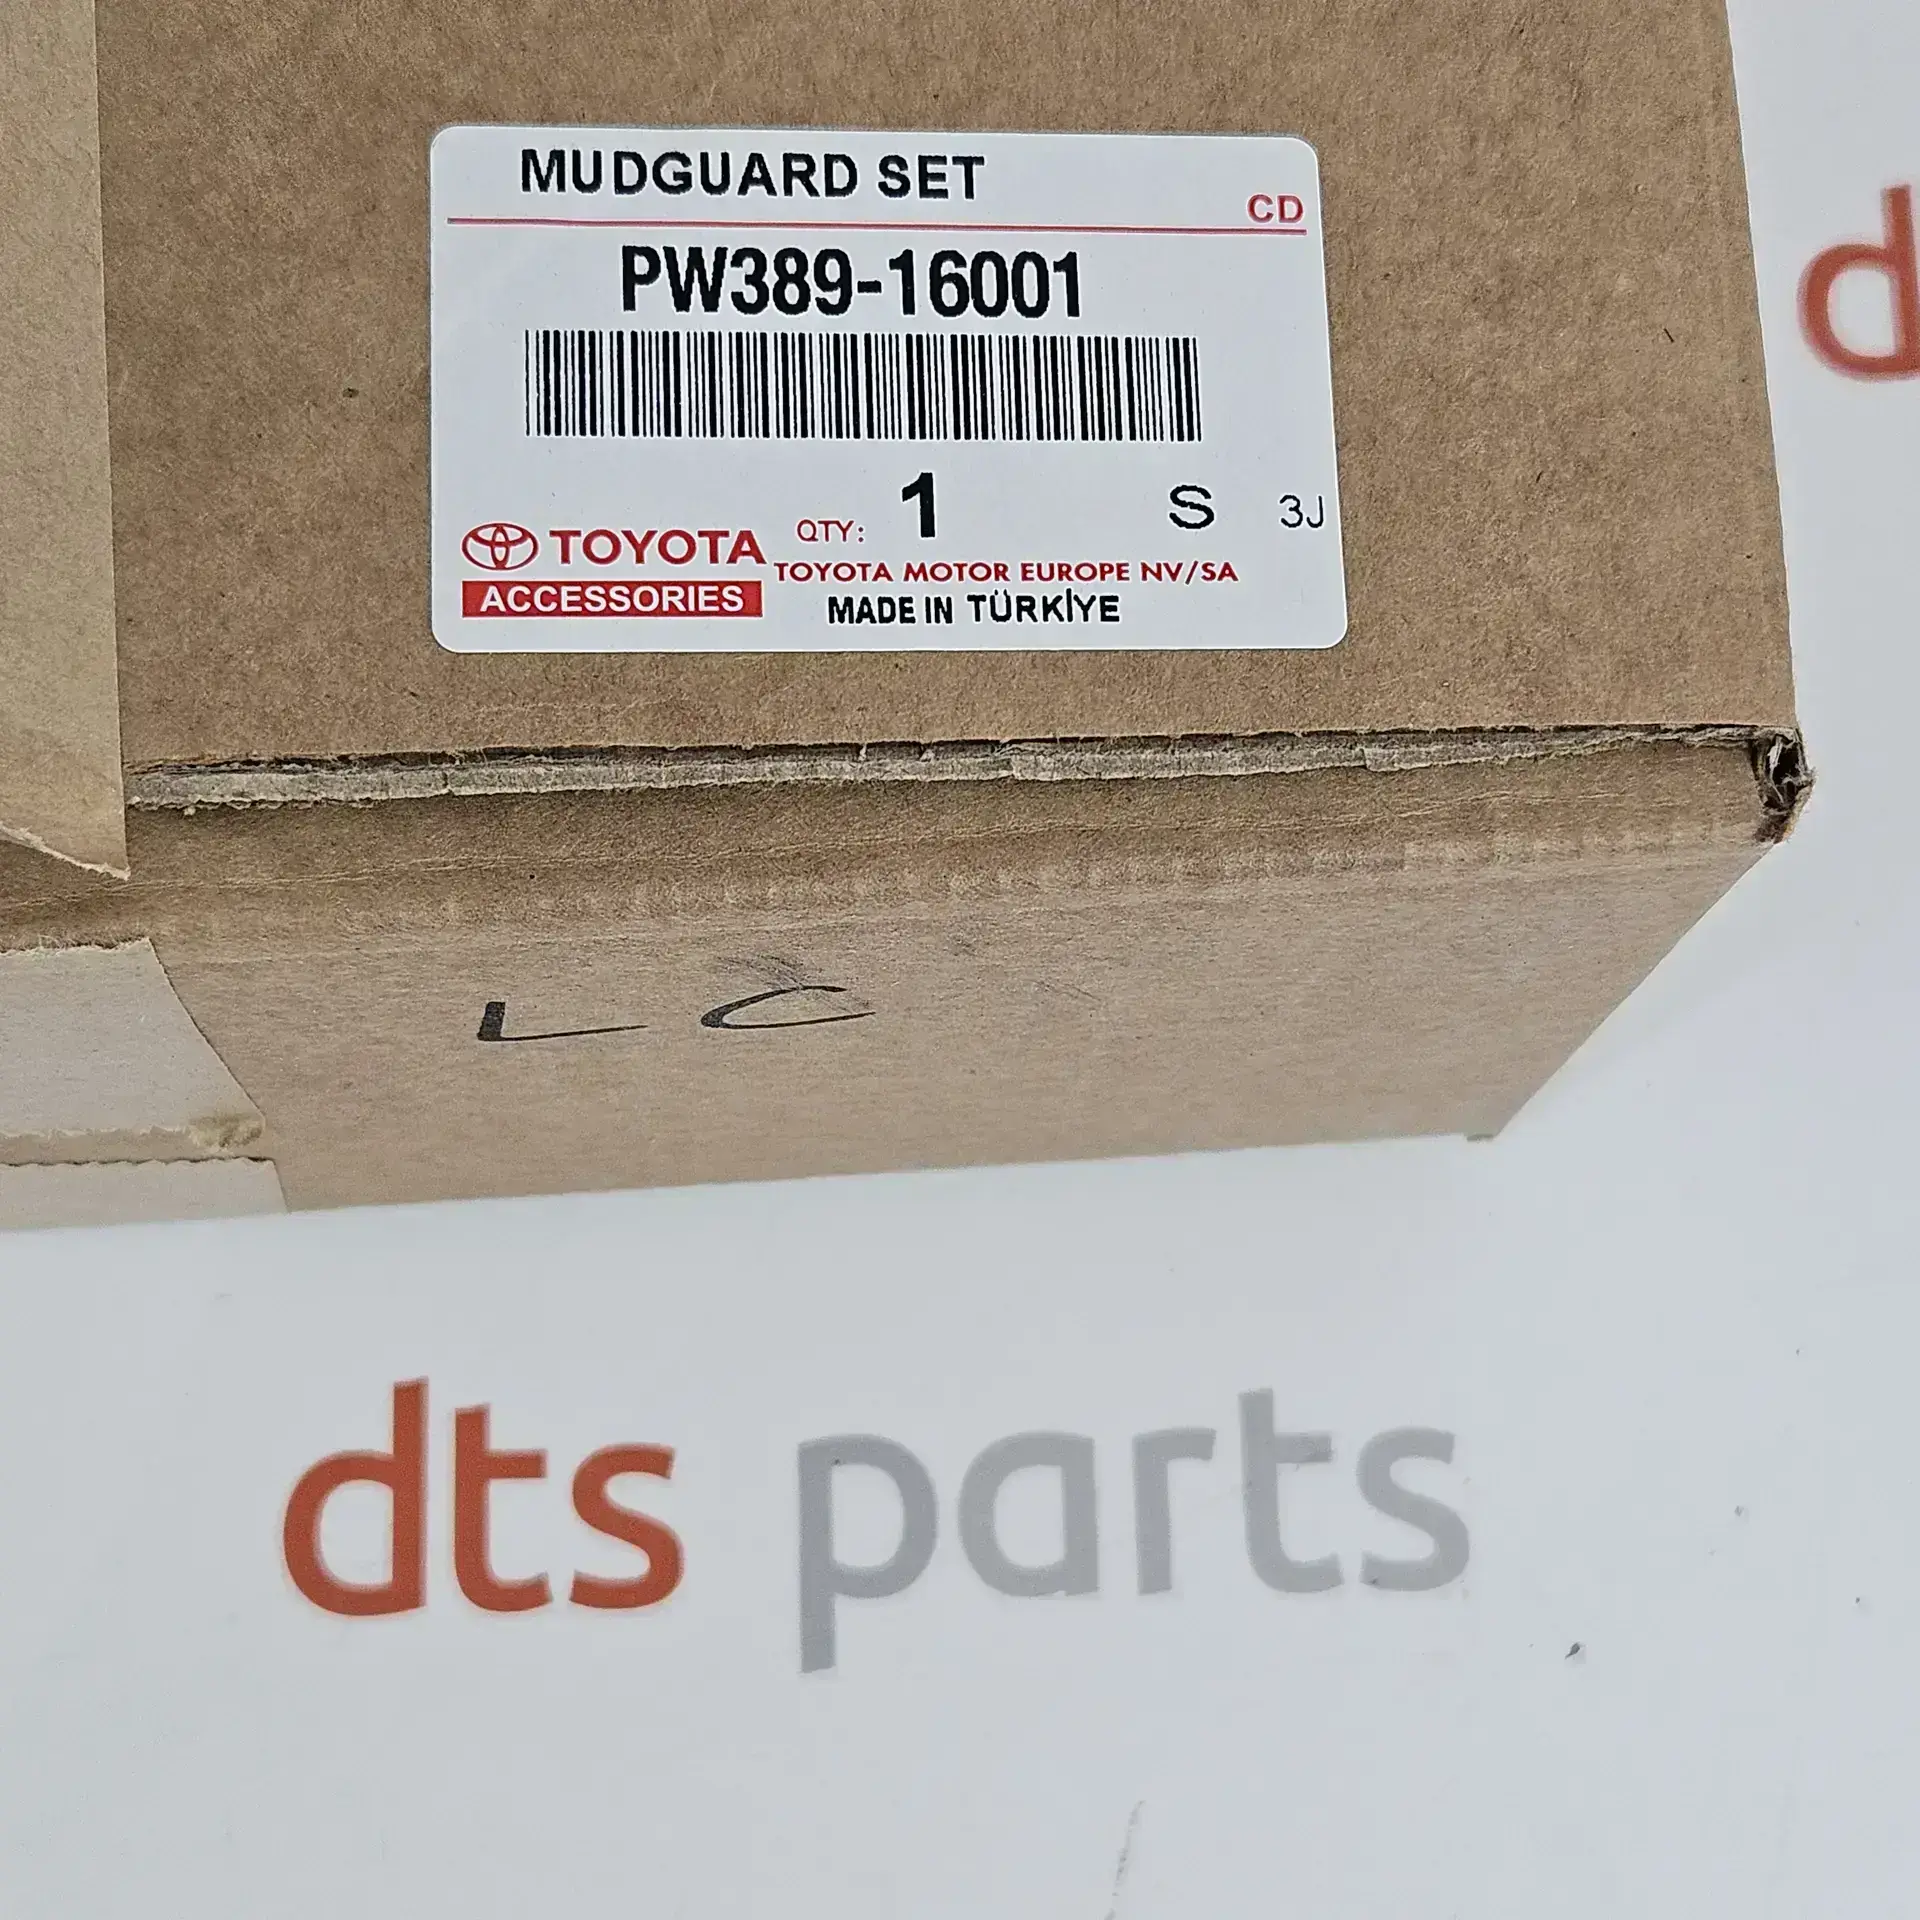 MUDGUARD SET
CD
PW389-16001
QTY: 1 S 3J
TOYOTA
ACCESSORIES
TOYOTA MOTOR EUROPE NV/SA
MADE IN TÜRKİYE
LC
d
dts parts